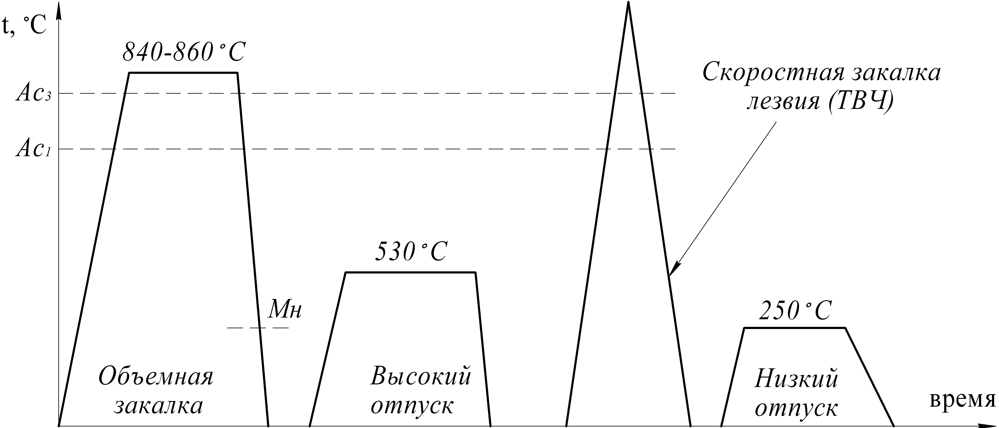 t, °C
840-860°C
Ac3
Ac1
Скоростная закалка
лезвия (ТВЧ)
530°C
Мн
250°C
Объемная
закалка
Высокий
отпуск
Низкий
отпуск
время